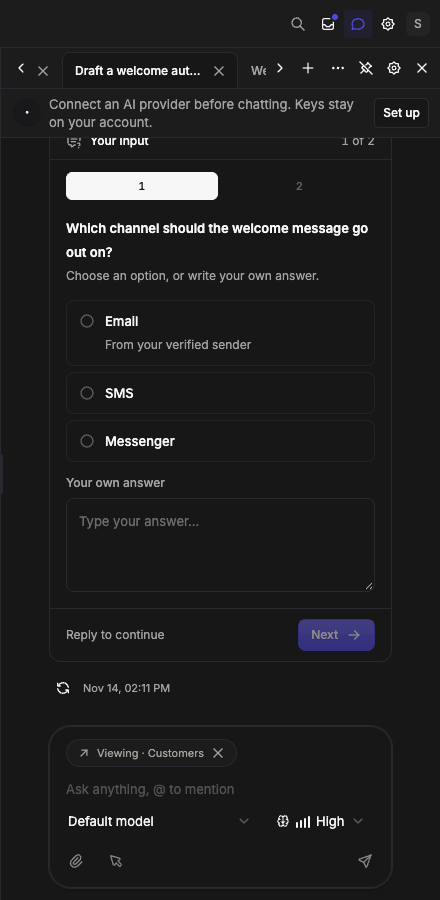 S
Draft a welcome aut...
We
Connect an AI provider before chatting. Keys stay
on your account.
Set up
Your input
1 of 2
1
2
Which channel should the welcome message go
out on?
Choose an option, or write your own answer.
Email
From your verified sender
SMS
Messenger
Your own answer
Type your answer...
Reply to continue
Next
Nov 14, 02:11 PM
Viewing · Customers
Ask anything, @ to mention
Default model
High